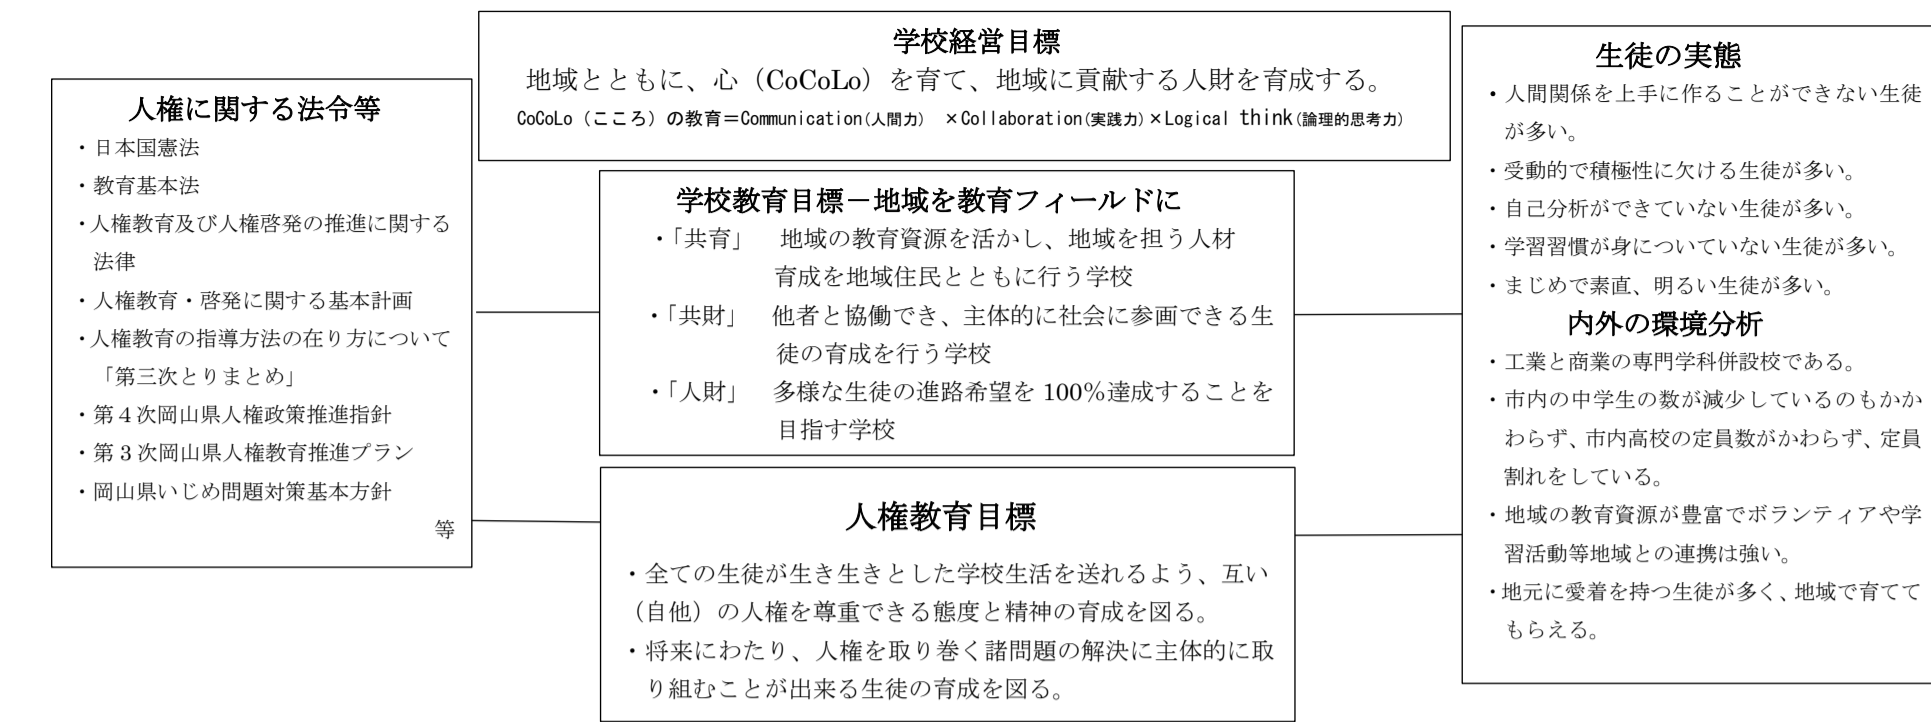 学校経営目標
地域とともに、心（CoCoLo）を育て、地域に貢献する人財を育成する。
CoCoLo（こころ）の教育＝Communication(人間力)　×Collaboration(実践力)×Logical think(論理的思考力)
人権に関する法令等
・日本国憲法
・教育基本法
・人権教育及び人権啓発の推進に関する
法律
・人権教育・啓発に関する基本計画
・人権教育の指導方法の在り方について
「第三次とりまとめ」
・第４次岡山県人権政策推進指針
・第３次岡山県人権教育推進プラン
・岡山県いじめ問題対策基本方針
等
学校教育目標－地域を教育フィールドに
・「共育」　地域の教育資源を活かし、地域を担う人材
育成を地域住民とともに行う学校
・「共財」　他者と協働でき、主体的に社会に参画できる生
徒の育成を行う学校
・「人財」　多様な生徒の進路希望を 100％達成することを
目指す学校
人権教育目標
・全ての生徒が生き生きとした学校生活を送れるよう、互い
（自他）の人権を尊重できる態度と精神の育成を図る。
・将来にわたり、人権を取り巻く諸問題の解決に主体的に取
り組むことが出来る生徒の育成を図る。
生徒の実態
・人間関係を上手に作ることができない生徒
が多い。
・受動的で積極性に欠ける生徒が多い。
・自己分析ができていない生徒が多い。
・学習習慣が身についていない生徒が多い。
・まじめで素直、明るい生徒が多い。
内外の環境分析
・工業と商業の専門学科併設校である。
・市内の中学生の数が減少しているのもかか
わらず、市内高校の定員数がかわらず、定員
割れをしている。
・地域の教育資源が豊富でボランティアや学
習活動等地域との連携は強い。
・地元に愛着を持つ生徒が多く、地域で育てて
もらえる。